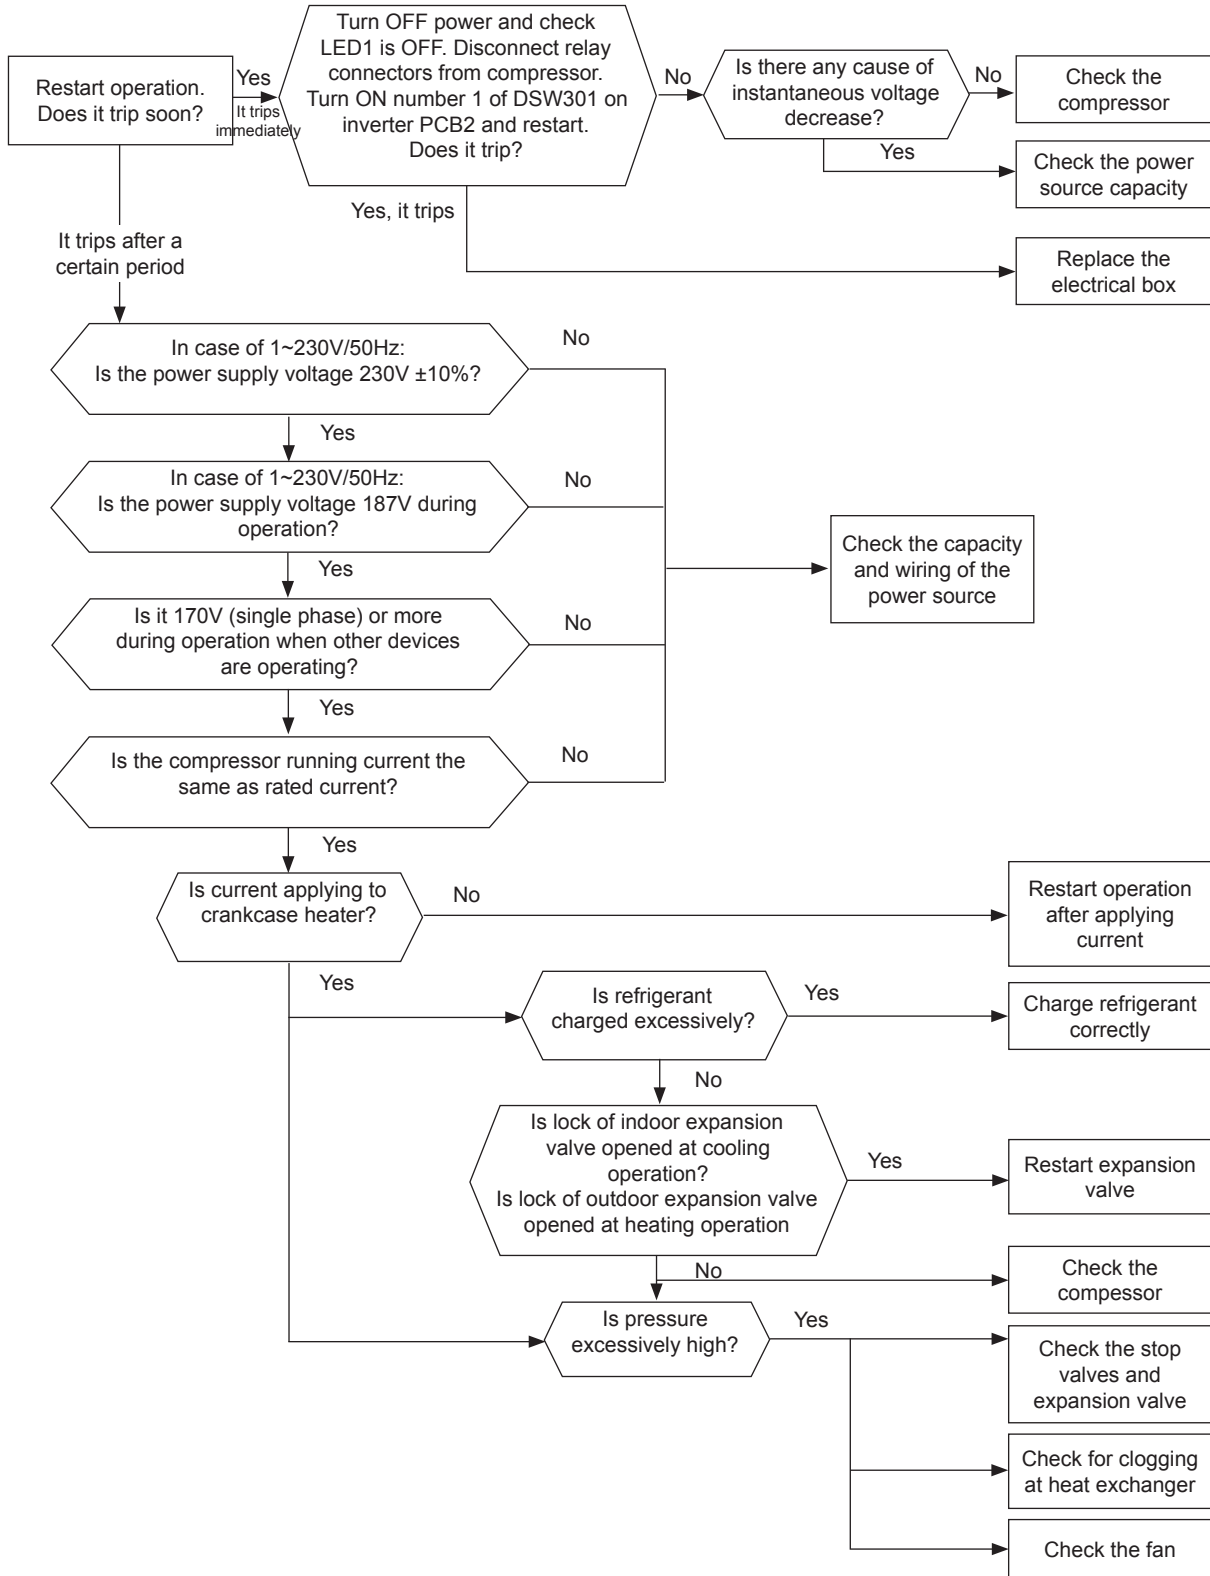 Restart operation.
Does it trip soon?
Yes
It trips
immediately
Turn OFF power and check
LED1 is OFF. Disconnect relay
connectors from compressor.
Turn ON number 1 of DSW301 on
inverter PCB2 and restart.
Does it trip?
No
Is there any cause of
instantaneous voltage
decrease?
No
Check the
compressor
Yes
Check the power
source capacity
Yes, it trips
Replace the
electrical box
It trips after a
certain period
In case of 1~230V/50Hz:
Is the power supply voltage 230V ±10%?
No
Yes
In case of 1~230V/50Hz:
Is the power supply voltage 187V during
operation?
No
Yes
Check the capacity
and wiring of the
power source
Is it 170V (single phase) or more
during operation when other devices
are operating?
No
Yes
Is the compressor running current the
same as rated current?
No
Yes
Is current applying to
crankcase heater?
No
Restart operation
after applying
current
Yes
Is refrigerant
charged excessively?
Yes
Charge refrigerant
correctly
No
Is lock of indoor expansion
valve opened at cooling
operation?
Is lock of outdoor expansion valve
opened at heating operation
Yes
Restart expansion
valve
No
Check the
compessor
Is pressure
excessively high?
Yes
Check the stop
valves and
expansion valve
Check for clogging
at heat exchanger
Check the fan